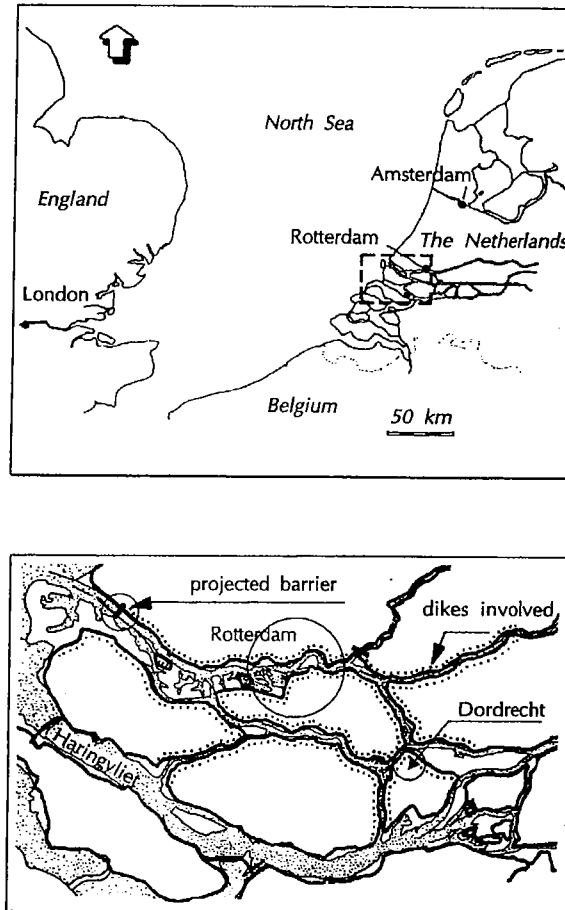 North Sea
Amsterdam
England
Rotterdam
The Netherlands
London
Belgium
50 km
projected barrier
dikes involved
Rotterdam
Dordrecht
Haringvliet